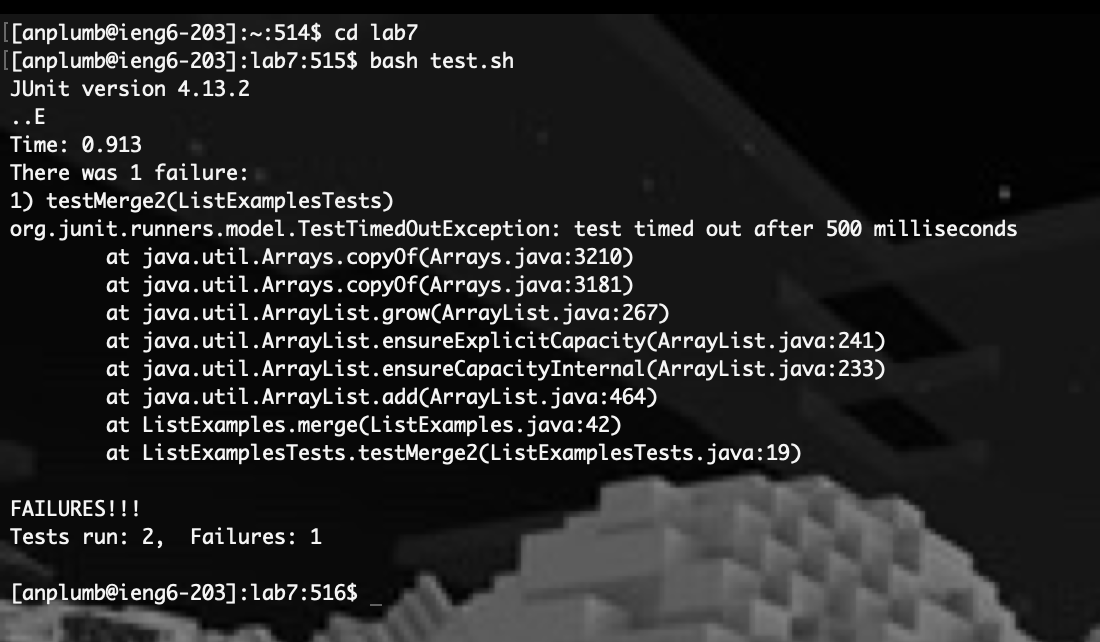 [[anplumb@ieng6-203]:~:514$ cd lab7
[[anplumb@ieng6-203]:lab7:515$ bash test.sh
JUnit version 4.13.2
..E
Time: 0.913
There was 1 failure:
1) testMerge2(ListExamplesTests)
org.junit.runners.model.TestTimedOutException: test timed out after 500 milliseconds
        at java.util.Arrays.copyOf(Arrays.java:3210)
        at java.util.Arrays.copyOf(Arrays.java:3181)
        at java.util.ArrayList.grow(ArrayList.java:267)
        at java.util.ArrayList.ensureExplicitCapacity(ArrayList.java:241)
        at java.util.ArrayList.ensureCapacityInternal(ArrayList.java:233)
        at java.util.ArrayList.add(ArrayList.java:464)
        at ListExamples.merge(ListExamples.java:42)
        at ListExamplesTests.testMerge2(ListExamplesTests.java:19)
FAILURES!!!
Tests run: 2,  Failures: 1
[anplumb@ieng6-203]:lab7:516$ _